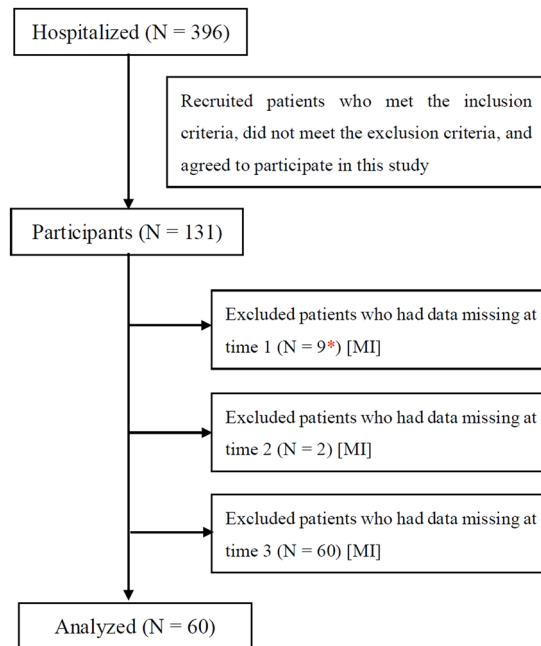 Hospitalized (N = 396)
Recruited patients who met the inclusion
criteria, did not meet the exclusion criteria, and
agreed to participate in this study
Participants (N = 131)
Excluded patients who had data missing at
time 1 (N = 9*) [MI]
Excluded patients who had data missing at
time 2 (N = 2) [MI]
Excluded patients who had data missing at
time 3 (N = 60) [MI]
Analyzed (N = 60)